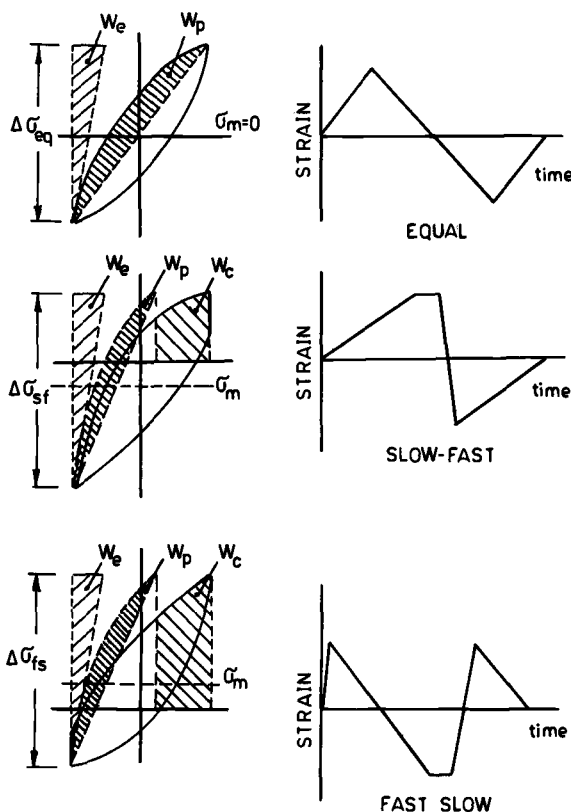 We
Wp
Δσeq
σm=0
STRAIN
time
EQUAL
We
Wp
Wc
Δσsf
σm
STRAIN
time
SLOW-FAST
We
Wp
Wc
Δσfs
σm
STRAIN
time
FAST SLOW